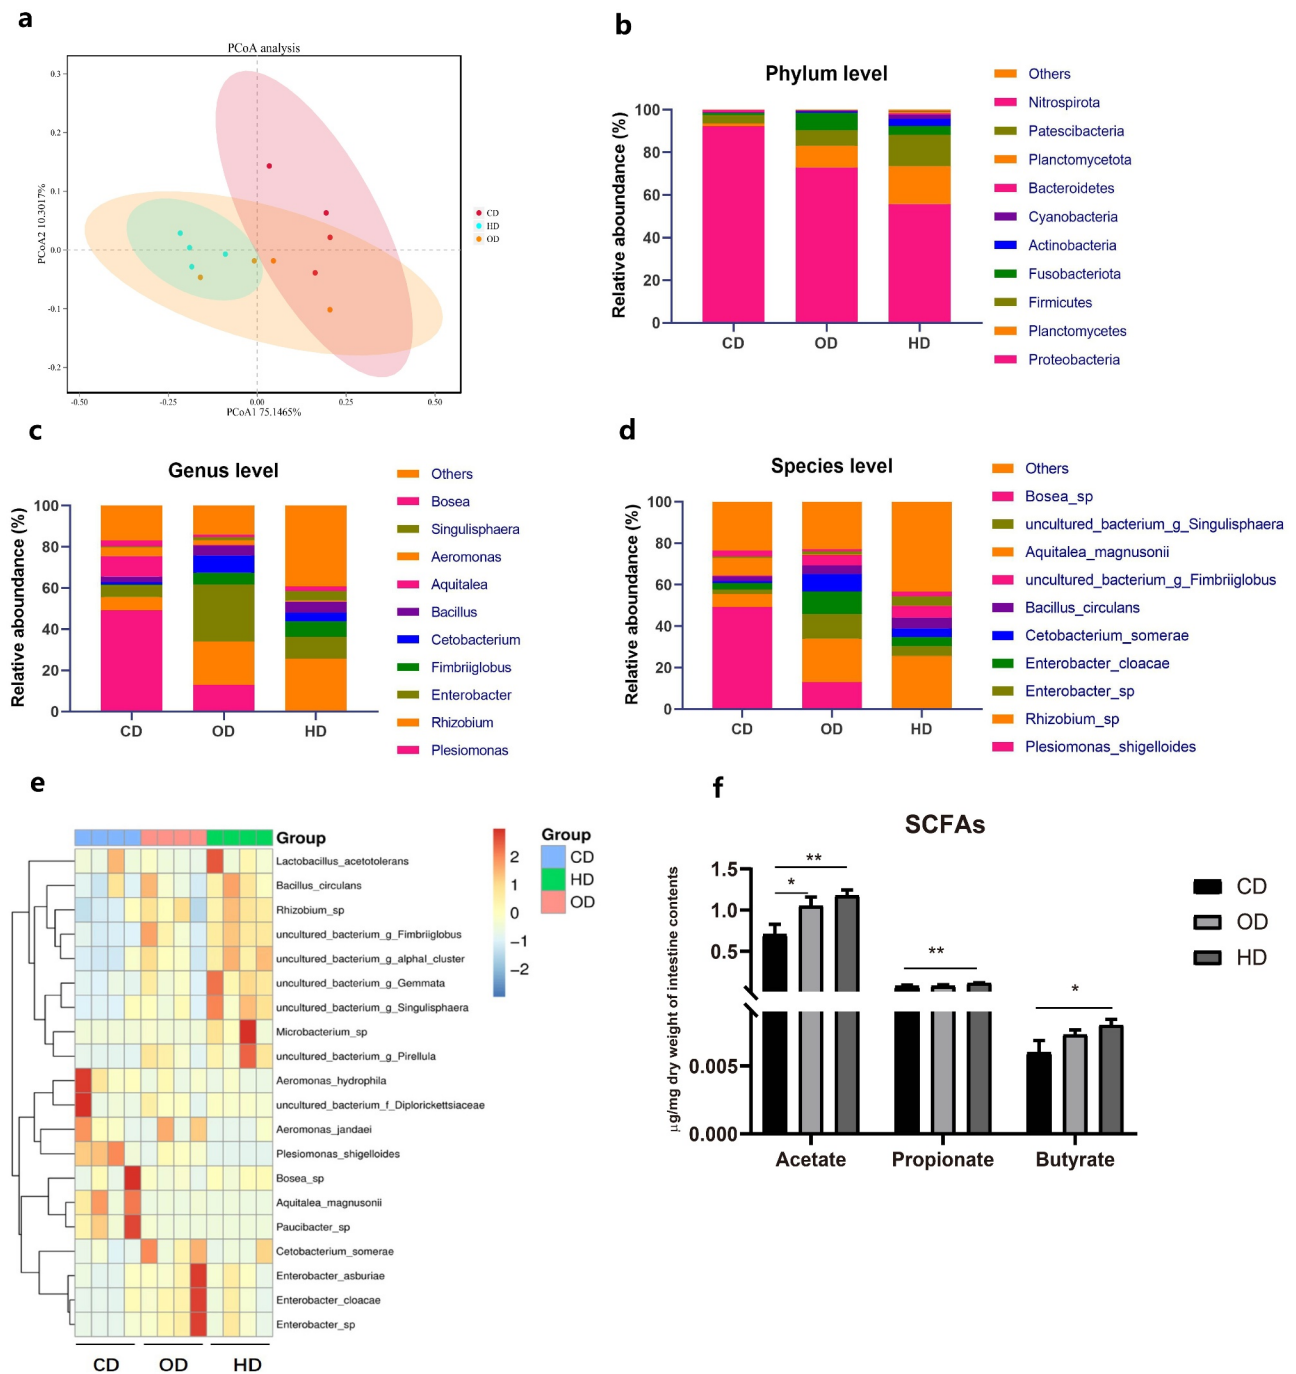 a
PCoA analysis
0.3
0.2
0.1
0.0
-0.1
-0.2
PCoA2 10.3017%
-0.50
-0.25
0.00
0.25
0.50
PCoA1 75.1465%
CD
HD
OD
b
Phylum level
Relative aboundance (%)
100
80
60
40
20
0
CD
OD
HD
Others
Nitrospirota
Patescibacteria
Planctomycetota
Bacteroidetes
Cyanobacteria
Actinobacteria
Fusobacteriota
Firmicutes
Planctomycetes
Proteobacteria
c
Genus level
Relative aboundance (%)
100
80
60
40
20
0
CD
OD
HD
Others
Bosea
Singulisphaera
Aeromonas
Aquitalea
Bacillus
Cetobacterium
Fimbriiglobus
Enterobacter
Rhizobium
Plesiomonas
d
Species level
Relative aboundance (%)
100
80
60
40
20
0
CD
OD
HD
Others
Bosea_sp
uncultured_bacterium_g_Singulisphaera
Aquitalea_magnusonii
uncultured_bacterium_g_Fimbriiglobus
Bacillus_circulans
Cetobacterium_somerae
Enterobacter_cloacae
Enterobacter_sp
Rhizobium_sp
Plesiomonas_shigelloides
e
Group
Lactobacillus_acetotolerans
Bacillus_circulans
Rhizobium_sp
uncultured_bacterium_g_Fimbriiglobus
uncultured_bacterium_g_alphal_cluster
uncultured_bacterium_g_Gemmata
uncultured_bacterium_g_Singulisphaera
Microbacterium_sp
uncultured_bacterium_g_Pirellula
Aeromonas_hydrophila
uncultured_bacterium_f_Diplorickettsiaceae
Aeromonas_jandaei
Plesiomonas_shigelloides
Bosea_sp
Aquitalea_magnusonii
Paucibacter_sp
Cetobacterium_somerae
Enterobacter_asburiae
Enterobacter_cloacae
Enterobacter_sp
CD
OD
HD
2
1
0
−1
−2
Group
CD
HD
OD
f
SCFAs
μg/mg dry weight of intestine contents
1.5
1.0
0.5
0.005
0.000
**
*
**
*
Acetate
Propionate
Butyrate
CD
OD
HD